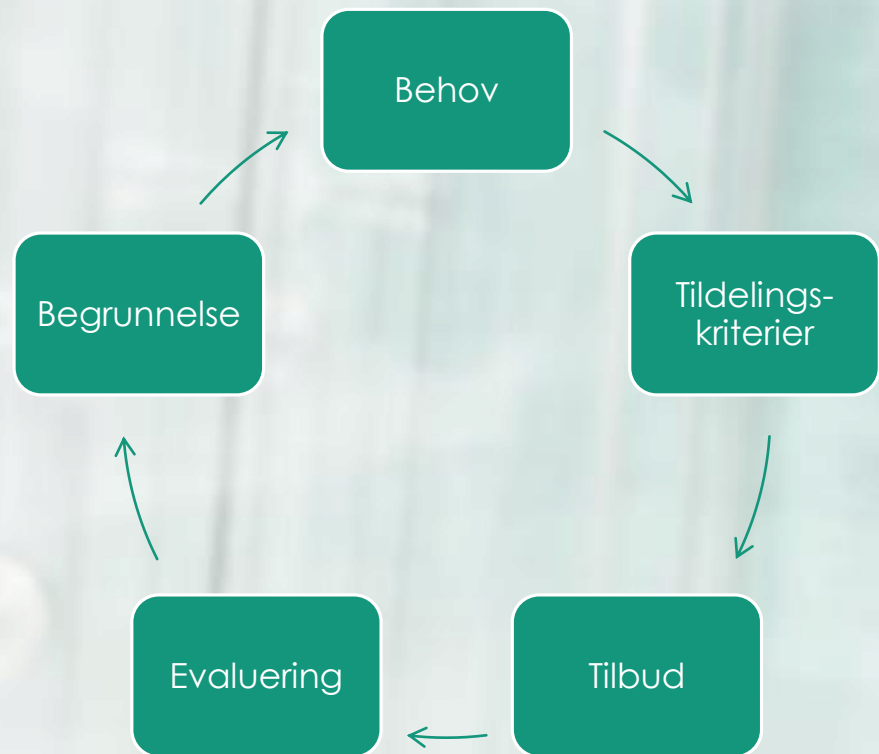 Behov
Tildelings-
kriterier
Tilbud
Evaluering
Begrunnelse